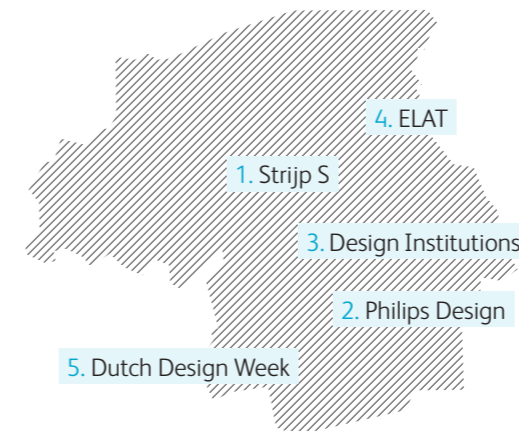 4. ELAT
1. Strijp S
3. Design Institutions
2. Philips Design
5. Dutch Design Week